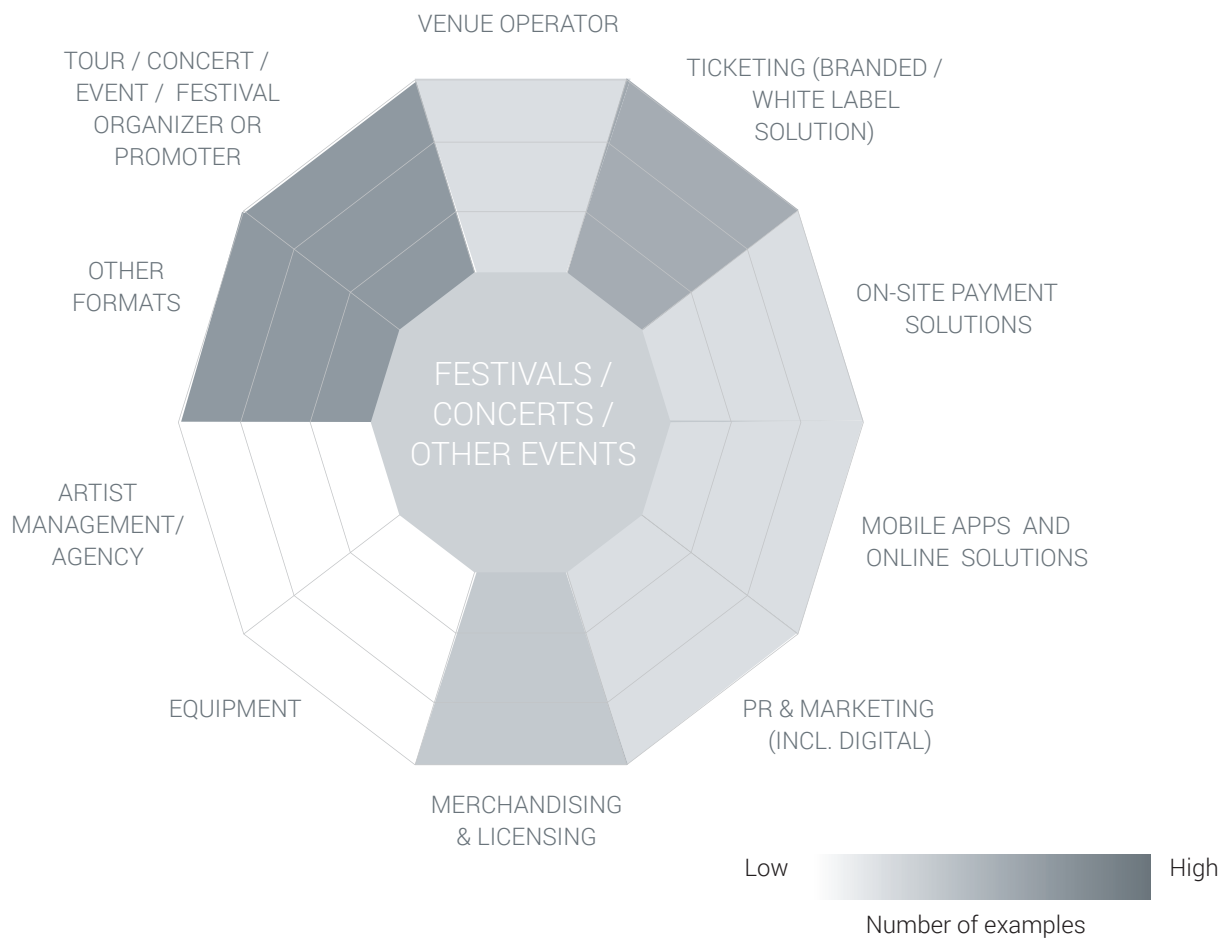 VENUE OPERATOR
TOUR / CONCERT /
EVENT / FESTIVAL
ORGANIZER OR
PROMOTER
TICKETING (BRANDED /
WHITE LABEL
SOLUTION)
OTHER
FORMATS
ON-SITE PAYMENT
SOLUTIONS
FESTIVALS /
CONCERTS /
OTHER EVENTS
ARTIST
MANAGEMENT/
AGENCY
MOBILE APPS AND
ONLINE SOLUTIONS
EQUIPMENT
PR & MARKETING
(INCL. DIGITAL)
MERCHANDISING
& LICENSING
Low
High
Number of examples